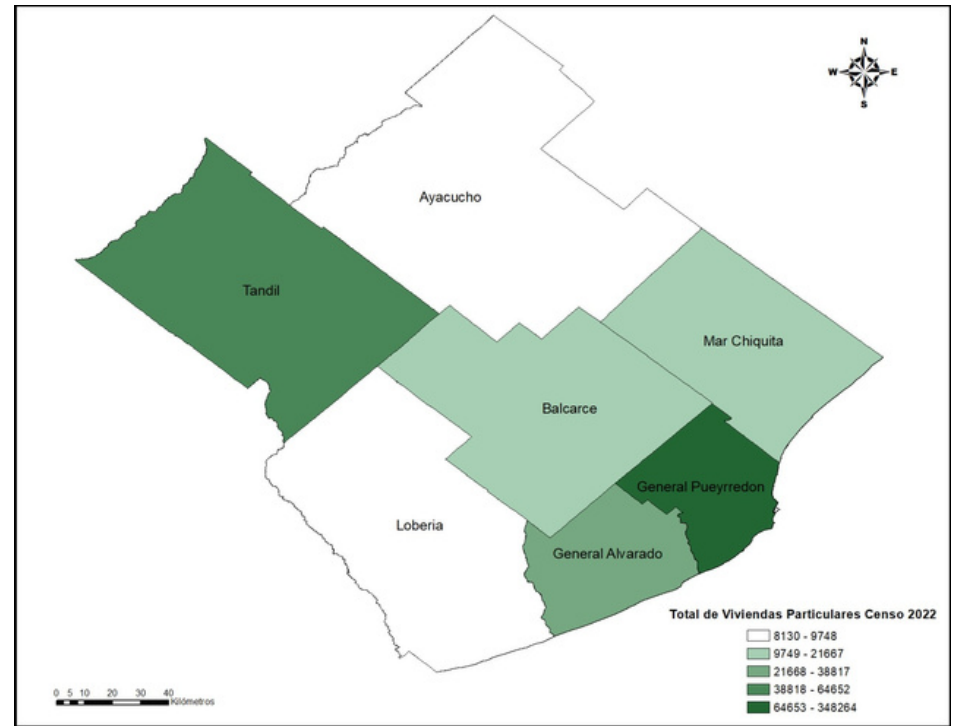 N
W E
S
Ayacucho
Tandil
Mar Chiquita
Balcarce
General Pueyrredon
Loberia
General Alvarado
Total de Viviendas Particulares Censo 2022
8130 - 9748
9749 - 21667
21668 - 38817
38818 - 64652
64653 - 348264
0 5 10 20 30 40
Kilómetros